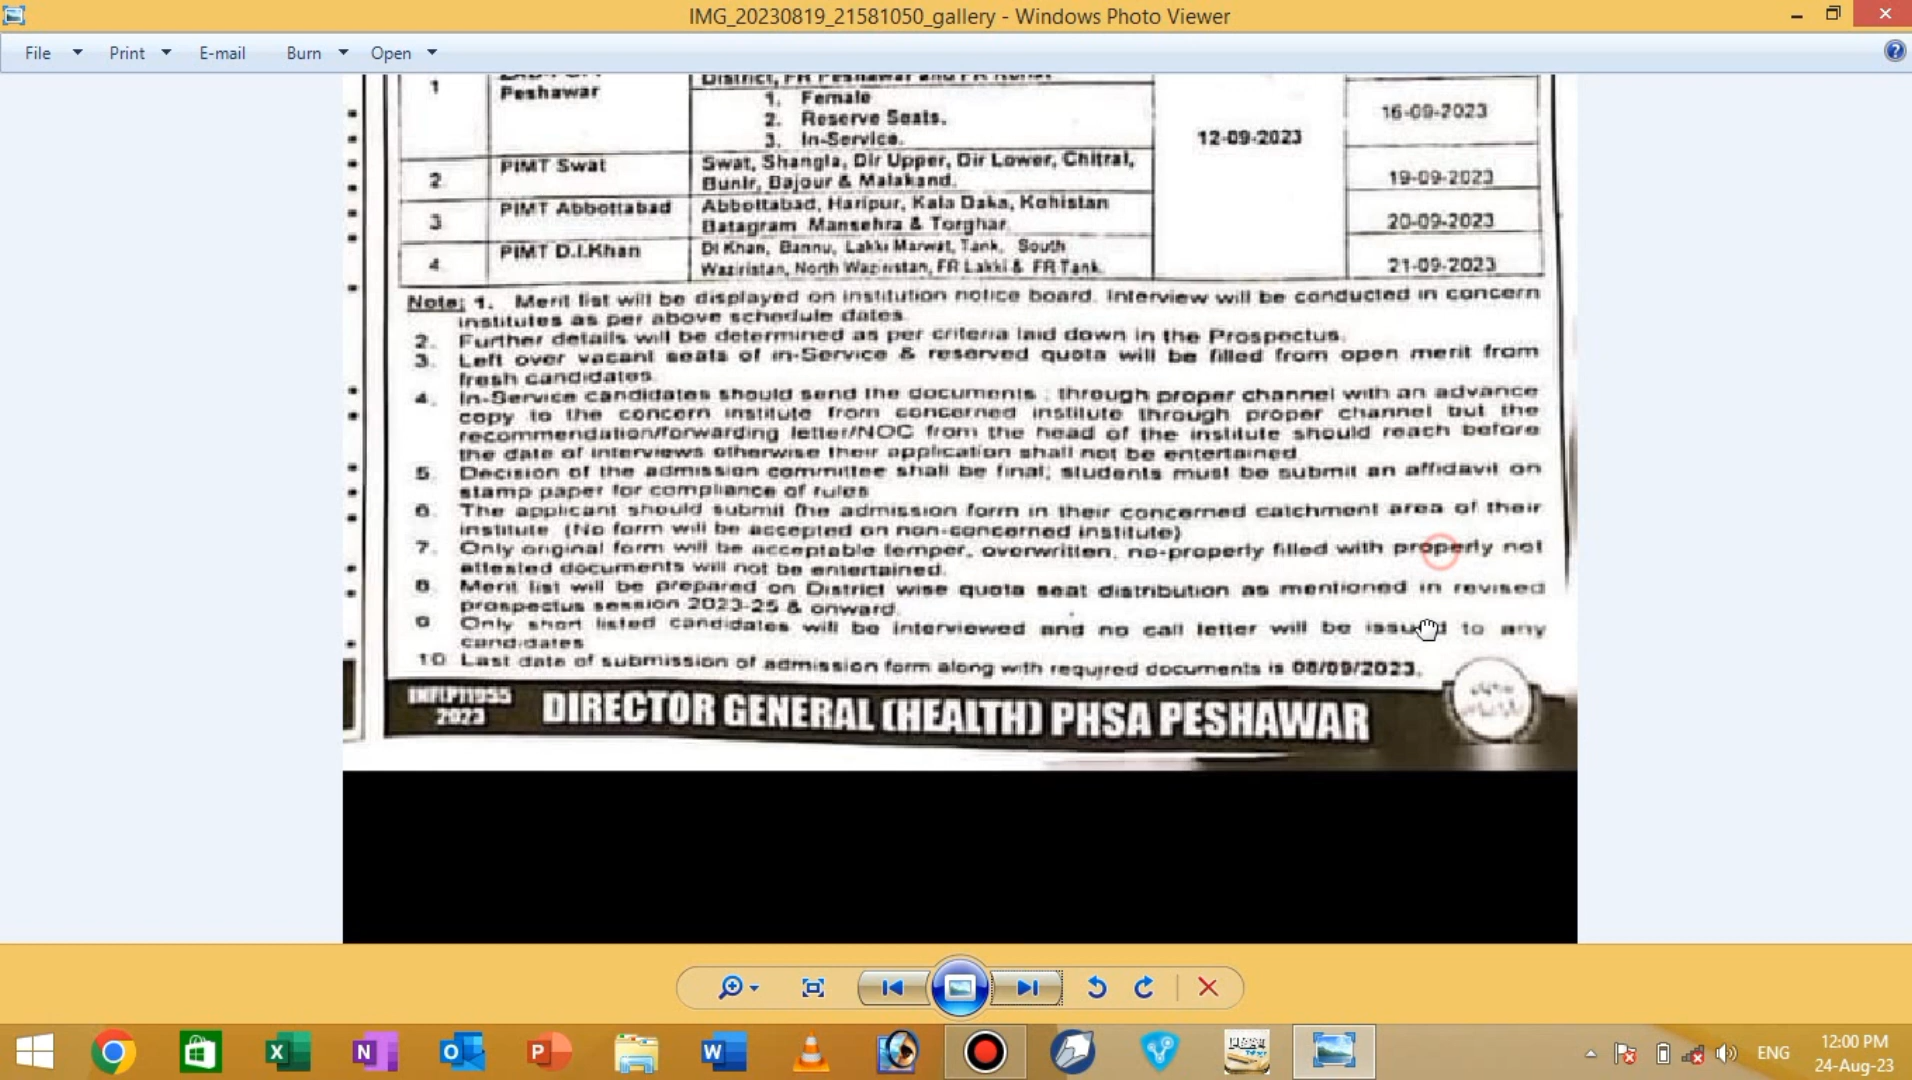 IMG_20230819_21581050_gallery - Windows Photo Viewer
File Print E-mail Burn Open
District, FR Peshawar and FR Kohat
1 Peshawar
1. Female
2. Reserve Seats.
3. In-Service.
12-09-2023
16-09-2023
2 PIMT Swat Swat, Shangla, Dir Upper, Dir Lower, Chitral,
Bunir, Bajour & Malakand.
19-09-2023
3 PIMT Abbottabad Abbottabad, Haripur, Kala Daka, Kohistan
Batagram Mansehra & Torghar.
20-09-2023
4 PIMT D.I.Khan DI Khan, Bannu, Lakki Marwat, Tank, South
Waziristan, North Waziristan, FR Lakki & FR Tank.
21-09-2023
Note; 1. Merit list will be displayed on institution notice board. Interview will be conducted in concern
institutes as per above schedule dates.
2. Further details will be determined as per criteria laid down in the Prospectus.
3. Left over vacant seats of in-Service & reserved quota will be filled from open merit from
fresh candidates.
4. In-Service candidates should send the documents ; through proper channel with an advance
copy to the concern institute from concerned institute through proper channel but the
recommendation/forwarding letter/NOC from the head of the institute should reach before
the date of interviews otherwise their application shall not be entertained.
5. Decision of the admission committee shall be final; students must be submit an affidavit on
stamp paper for compliance of rules
6. The applicant should submit the admission form in their concerned catchment area of their
institute (No form will be accepted on non-concerned institute)
7. Only original form will be acceptable temper, overwritten, no-properly filled with properly not
attested documents will not be entertained.
8. Merit list will be prepared on District wise quota seat distribution as mentioned in revised
prospectus session 2023-25 & onward.
9 Only short listed candidates will be interviewed and no call letter will be issued to any
candidates
10. Last date of submission of admission form along with required documents is 08/09/2023.
INFLP11955
2023
DIRECTOR GENERAL (HEALTH) PHSA PESHAWAR
ENG
12:00 PM
24-Aug-23